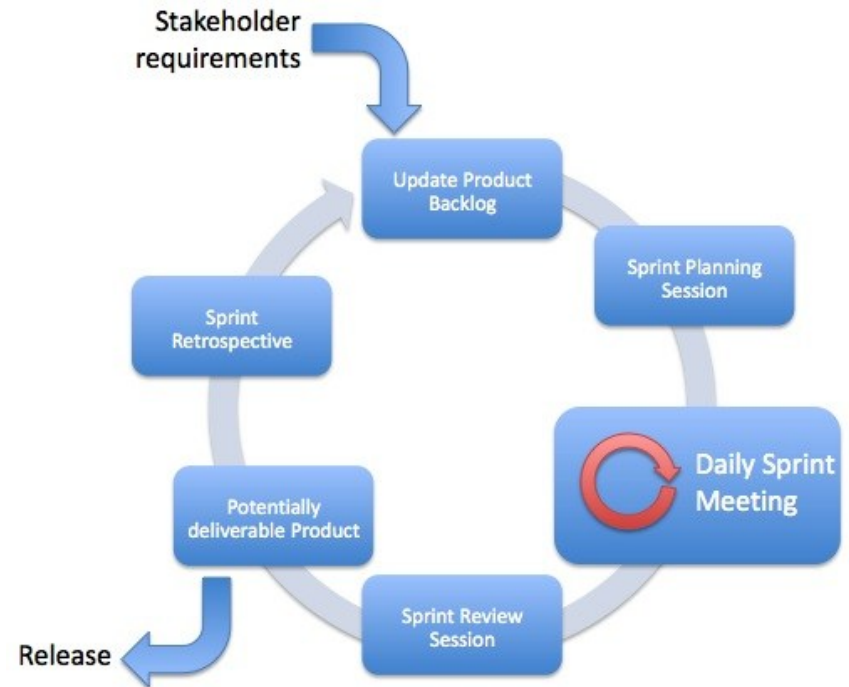 Stakeholder
requirements
Update Product
Backlog
Sprint Planning
Session
Daily Sprint
Meeting
Sprint Review
Session
Potentially
deliverable Product
Release
Sprint
Retrospective